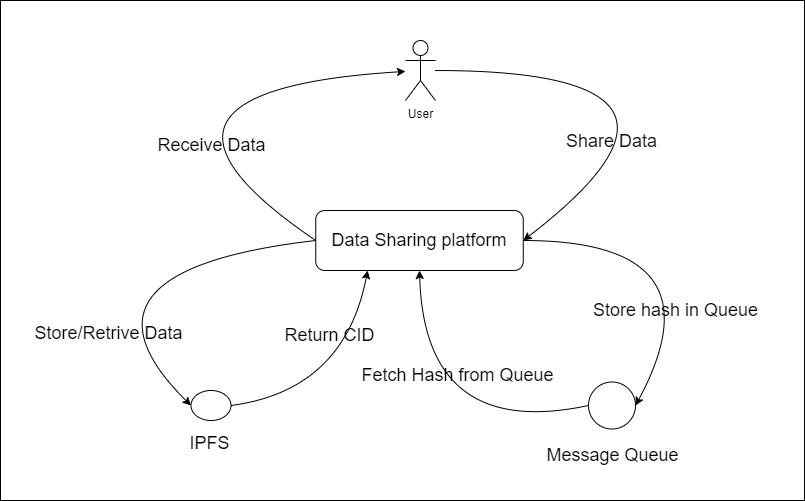 User
Receive Data
Share Data
Data Sharing platform
Store hash in Queue
Store/Retrive Data
Return CID
Fetch Hash from Queue
IPFS
Message Queue